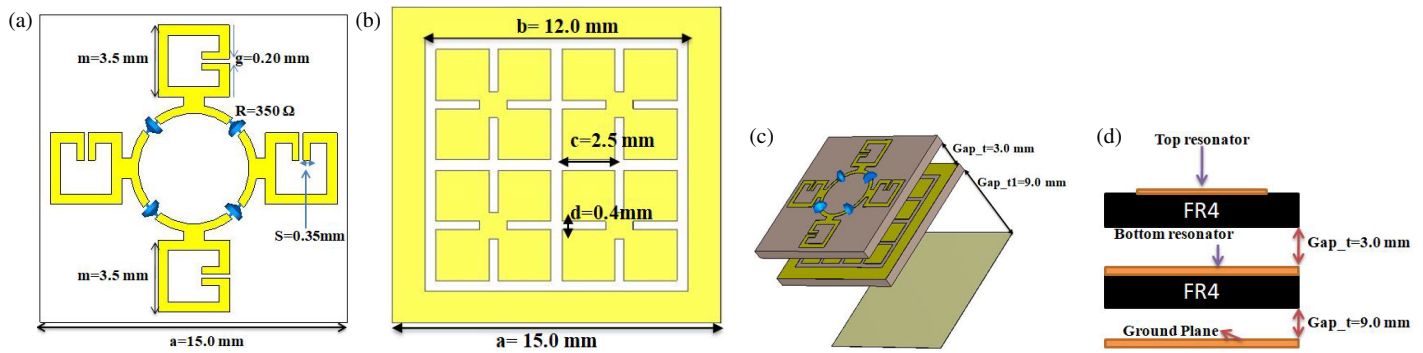 (a)
m=3.5 mm
g=0.20 mm
R=350 Ω
S=0.35mm
m=3.5 mm
a=15.0 mm
(b)
b= 12.0 mm
c=2.5 mm
d=0.4mm
a= 15.0 mm
(c)
Gap_t=3.0 mm
Gap_t1=9.0 mm
(d)
Top resonator
FR4
Bottom resonator
Gap_t=3.0 mm
FR4
Gap_t=9.0 mm
Ground Plane